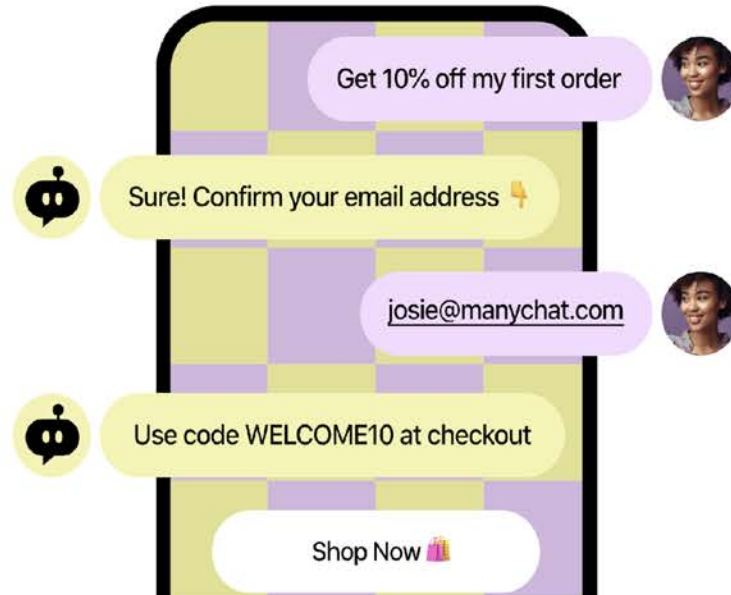 Get 10% off my first order
Sure! Confirm your email address 👇
josie@manychat.com
Use code WELCOME10 at checkout
Shop Now 🛍️